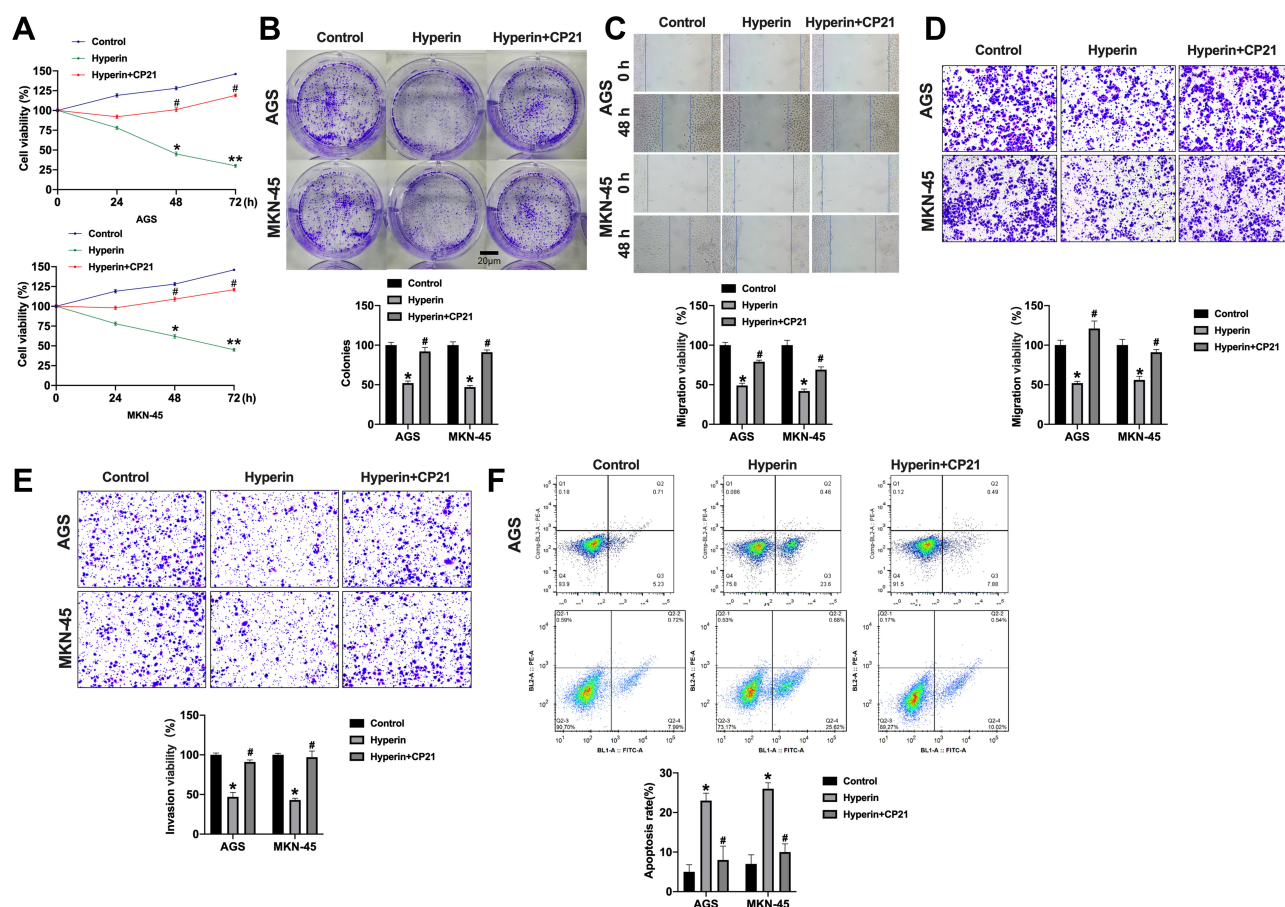 A
Control
Hyperin
Hyperin+CP21
Cell viability (%)
150
125
100
75
50
25
0
#
#
*
**
0
24
48
72 (h)
AGS
Control
Hyperin
Hyperin+CP21
Cell viability (%)
150
125
100
75
50
25
0
#
#
*
**
0
24
48
72 (h)
MKN-45
B
Control
Hyperin
Hyperin+CP21
AGS
MKN-45
20μm
Control
Hyperin
Hyperin+CP21
Colonies
150
100
50
0
*
#
*
#
AGS
MKN-45
C
Control
Hyperin
Hyperin+CP21
AGS
0 h
48 h
MKN-45
0 h
48 h
Control
Hyperin
Hyperin+CP21
Migration viability (%)
150
100
50
0
*
#
*
#
AGS
MKN-45
D
Control
Hyperin
Hyperin+CP21
AGS
MKN-45
Control
Hyperin
Hyperin+CP21
Migration viability (%)
150
100
50
0
*
#
*
#
AGS
MKN-45
E
Control
Hyperin
Hyperin+CP21
AGS
MKN-45
Control
Hyperin
Hyperin+CP21
Invasion viability (%)
150
100
50
0
*
#
*
#
AGS
MKN-45
F
Control
Hyperin
Hyperin+CP21
AGS
Q1
0.18
Q2
0.71
Q4
93.9
Q3
5.23
Comp-BL2-A :: PE-A
Q1
0.086
Q2
0.46
Q4
75.8
Q3
23.6
Q1
0.12
Q2
0.49
Q4
91.5
Q3
7.88
Q2-1
0.59%
Q2-2
0.72%
Q2-3
90.70%
Q2-4
7.99%
BL2-A :: PE-A
BL1-A :: FITC-A
Q2-1
0.53%
Q2-2
0.68%
Q2-3
73.17%
Q2-4
25.62%
BL2-A :: PE-A
BL1-A :: FITC-A
Q2-1
0.17%
Q2-2
0.54%
Q2-3
89.27%
Q2-4
10.02%
BL2-A :: PE-A
BL1-A :: FITC-A
Control
Hyperin
Hyperin+CP21
Apoptosis rate(%)
30
20
10
0
*
#
*
#
AGS
MKN-45